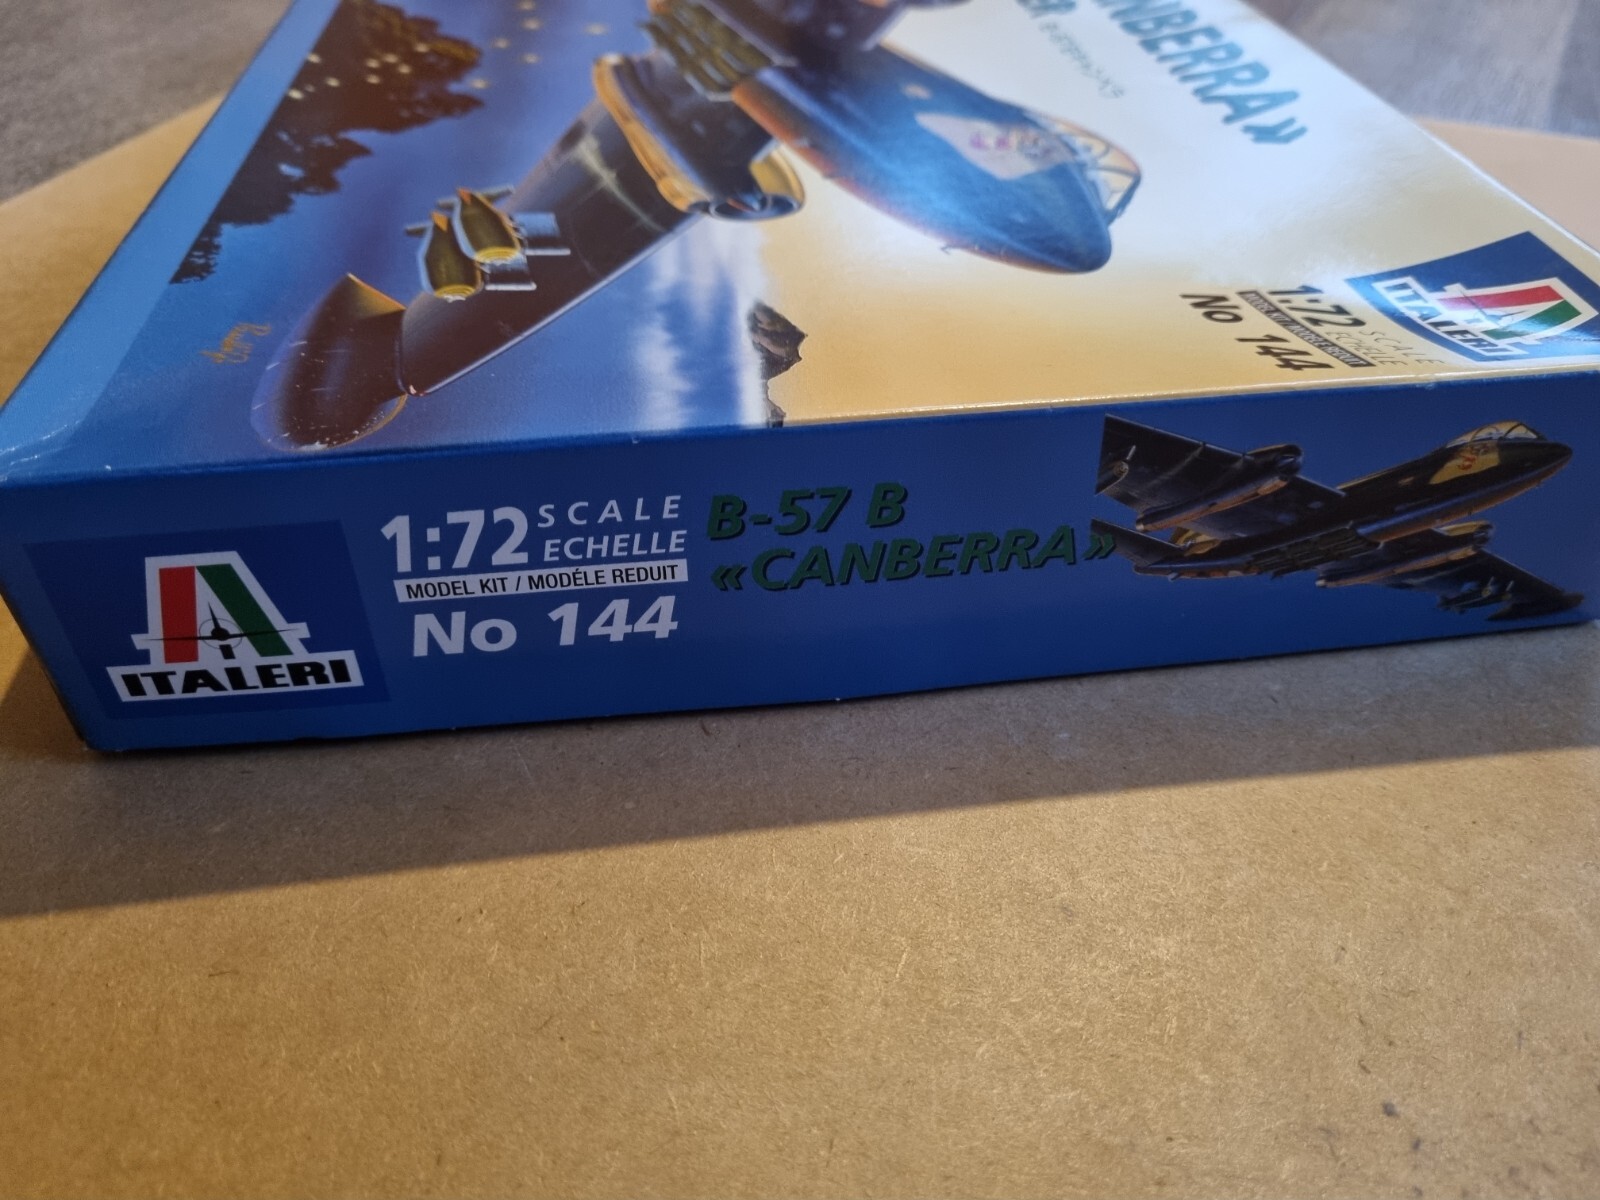 CANBERRA»
1:72 SCALE
ECHELLE
No 144
ITALERI
1:72 SCALE
ECHELLE
MODEL KIT / MODÉLE REDUIT
No 144
B-57 B
«CANBERRA»
ITALERI